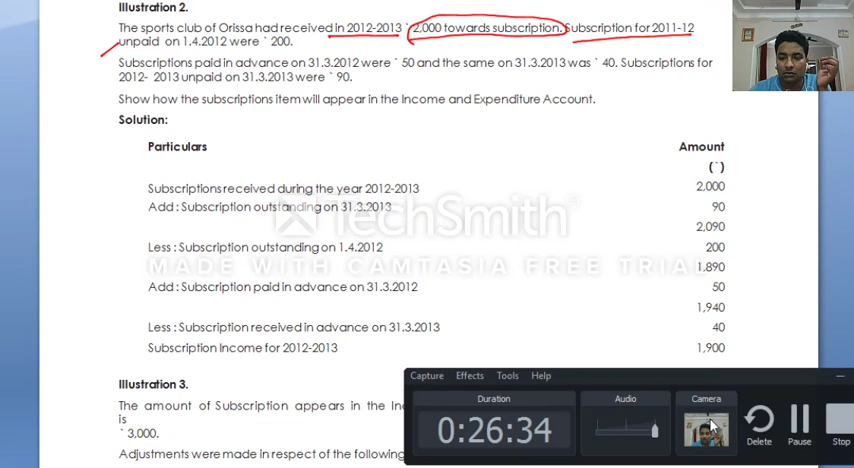 Illustration 2.
The sports club of Orissa had received in 2012-2013 ` 2,000 towards subscription. Subscription for 2011-12
unpaid on 1.4.2012 were ` 200.
Subscriptions paid in advance on 31.3.2012 were ` 50 and the same on 31.3.2013 was ` 40. Subscriptions for
2012- 2013 unpaid on 31.3.2013 were ` 90.
Show how the subscriptions item will appear in the Income and Expenditure Account.
Solution:
Particulars Amount
(`)
Subscriptions received during the year 2012-2013 2,000
Add : Subscription outstanding on 31.3.2013 90
TechSmith
2,090
Less : Subscription outstanding on 1.4.2012 200
MADE WITH CAMTASIA FREE TRIAL
1,890
Add : Subscription paid in advance on 31.3.2012 50
1,940
Less : Subscription received in advance on 31.3.2013 40
Subscription Income for 2012-2013 1,900
Illustration 3.
The amount of Subscription appears in the
is
` 3,000.
Adjustments were made in respect of the following
Capture Effects Tools Help
Duration Audio Camera
0:26:34
Delete Pause Stop